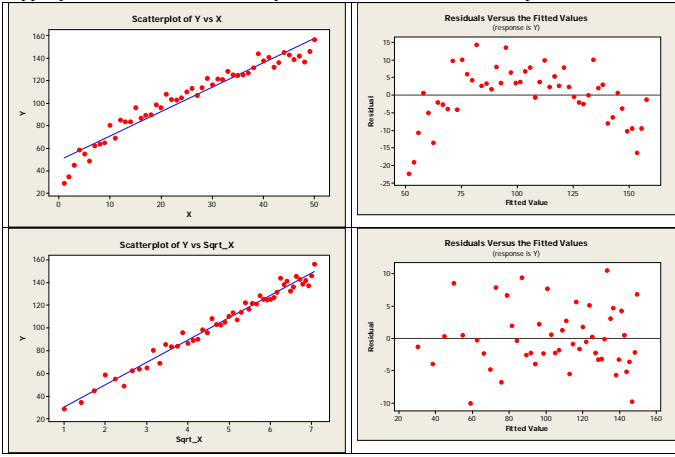 Scatterplot of Y vs X
160
140
120
100
80
60
40
20
Y
0 10 20 30 40 50
X
Residuals Versus the Fitted Values
(response is Y)
15
10
5
0
-5
-10
-15
-20
-25
Residual
50 75 100 125 150
Fitted Value
Scatterplot of Y vs Sqrt_X
160
140
120
100
80
60
40
20
Y
1 2 3 4 5 6 7
Sqrt_X
Residuals Versus the Fitted Values
(response is Y)
10
5
0
-5
-10
Residual
20 40 60 80 100 120 140 160
Fitted Value